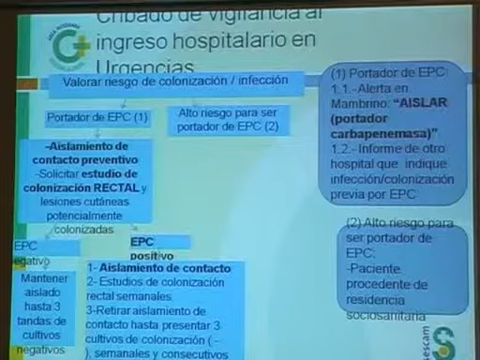 Cribado de vigilancia al
ingreso hospitalario en
Urgencias
Valorar riesgo de colonización / infección
Portador de EPC (1)
Alto riesgo para ser
portador de EPC (2)
-Aislamiento de
contacto preventivo
-Solicitar estudio de
colonización RECTAL y
lesiones cutáneas
potencialmente
colonizadas
EPC
negativo
Mantener
aislado
hasta 3
tandas de
cultivos
negativos
EPC
positivo
1- Aislamiento de contacto
2- Estudios de colonización
rectal semanales
3-Retirar aislamiento de
contacto hasta presentar 3
cultivos de colonización ( -
), semanales y consecutivos
(1) Portador de EPC:
1.1.-Alerta en
Mambrino: “AISLAR
(portador
carbapenemasa)”
1.2.- Informe de otro
hospital que indique
infección/colonización
previa por EPC
(2) Alto riesgo para
ser portador de
EPC:
-Paciente
procedente de
residencia
sociosanitaria
sescam